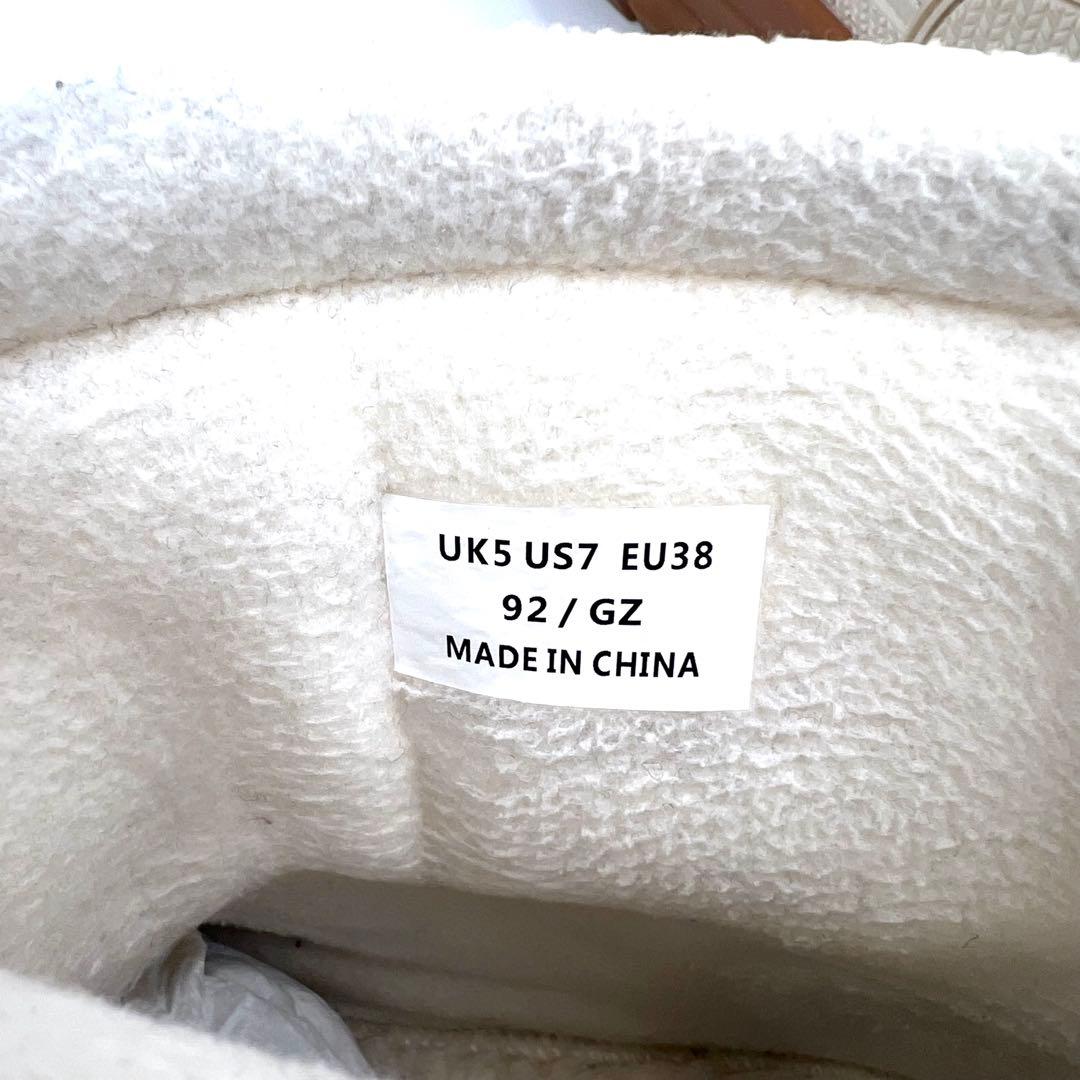 UK5 US7 EU38
92 / GZ
MADE IN CHINA